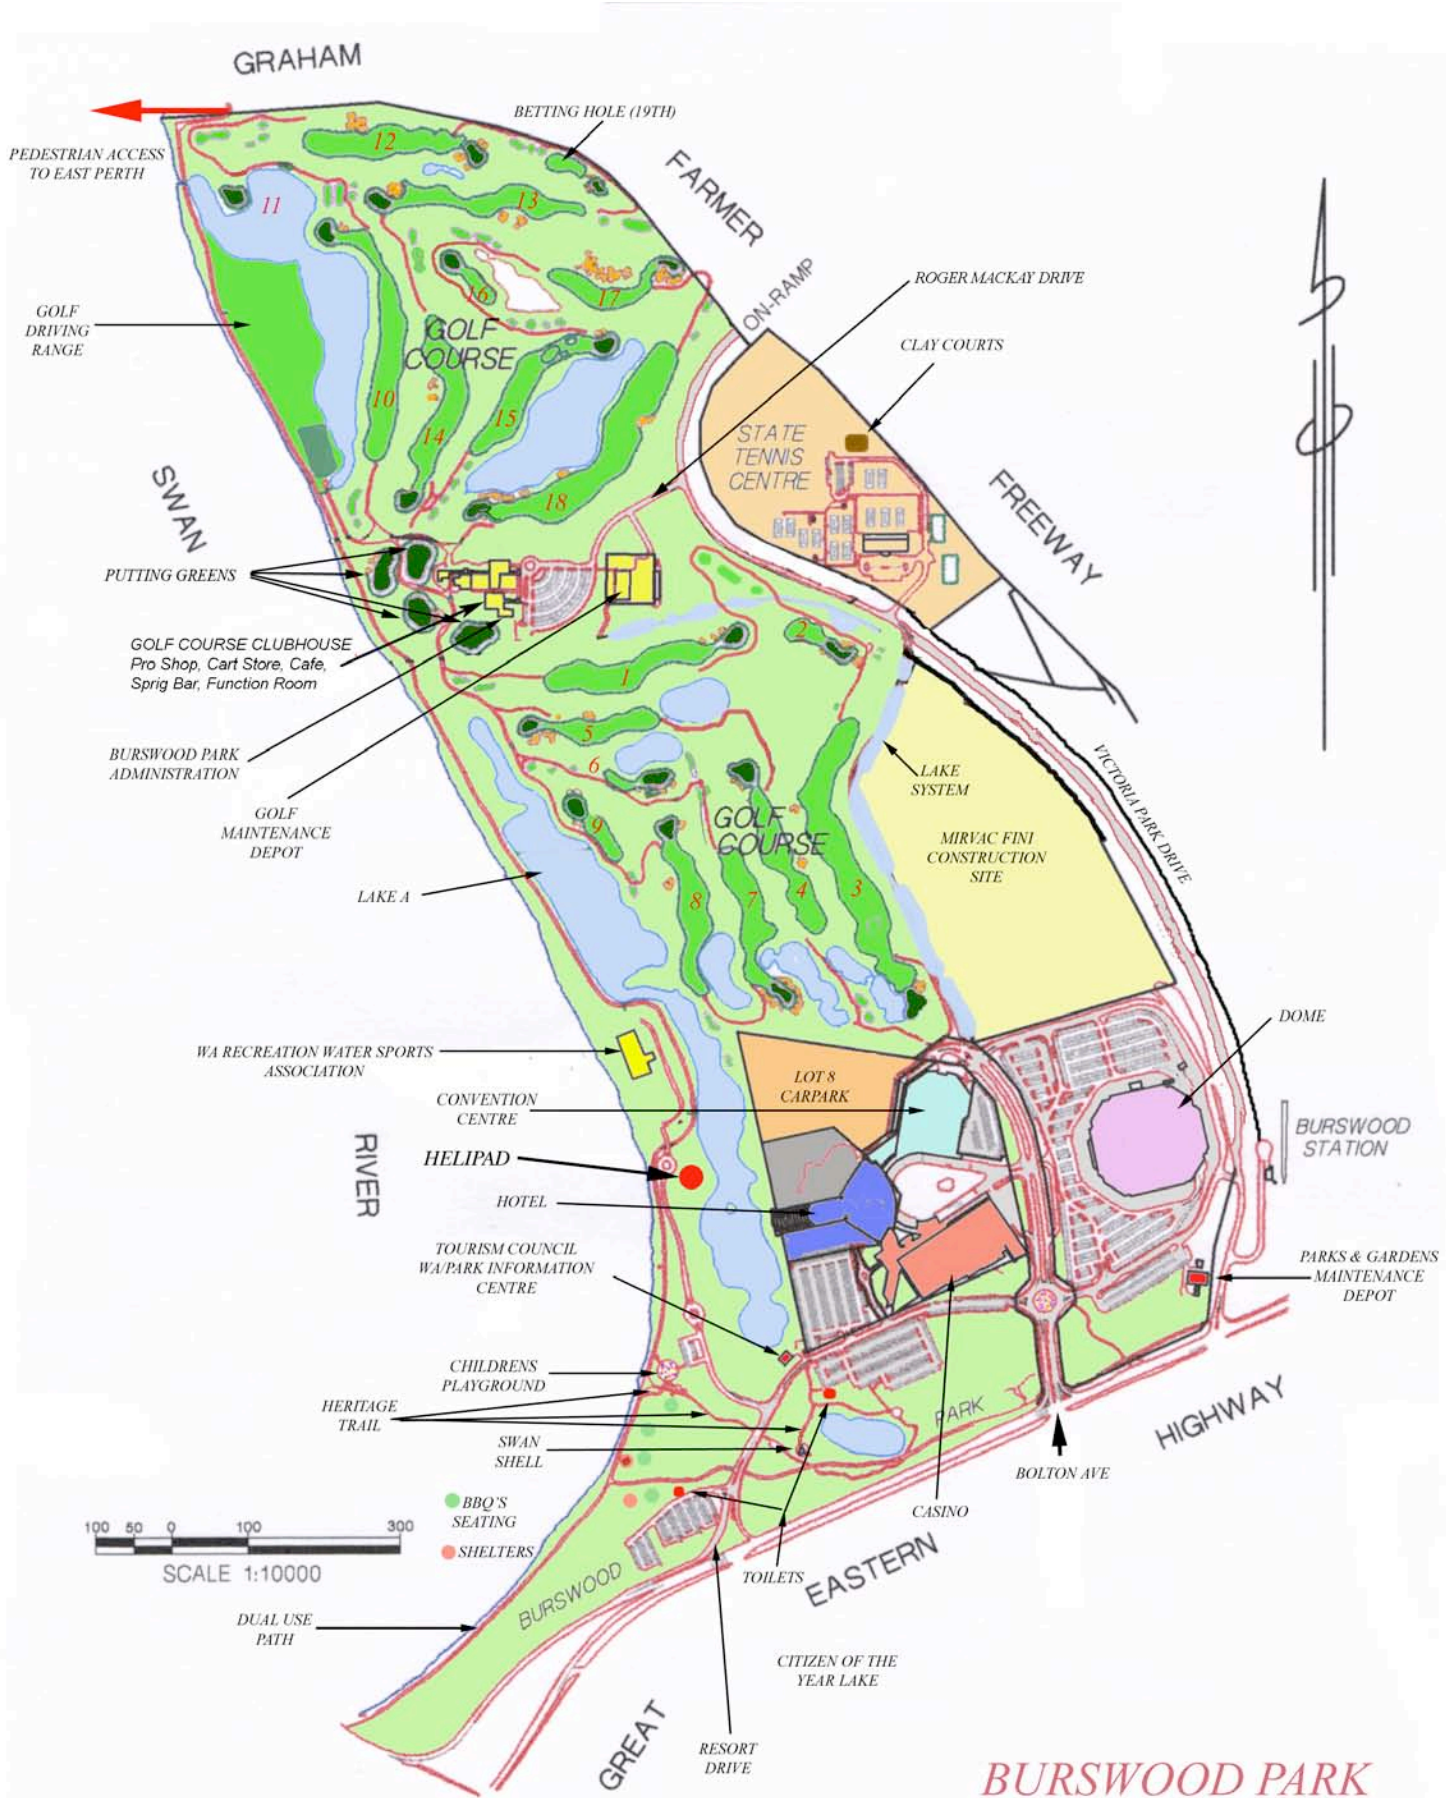 GRAHAM
BETTING HOLE (19TH)
PEDESTRIAN ACCESS
TO EAST PERTH
FARMER
12
11
13
ON-RAMP
ROGER MACKAY DRIVE
16
17
GOLF
DRIVING
RANGE
GOLF
COURSE
CLAY COURTS
10
14
15
STATE
TENNIS
CENTRE
18
SWAN
FREEWAY
PUTTING GREENS
GOLF COURSE CLUBHOUSE
Pro Shop, Cart Store, Cafe,
Sprig Bar, Function Room
2
1
5
6
BURSWOOD PARK
ADMINISTRATION
LAKE
SYSTEM
VICTORIA PARK DRIVE
GOLF
MAINTENANCE
DEPOT
9
GOLF
COURSE
MIRVAC FINI
CONSTRUCTION
SITE
LAKE A
8
7
4
3
DOME
WA RECREATION WATER SPORTS
ASSOCIATION
LOT 8
CARPARK
CONVENTION
CENTRE
BURSWOOD
STATION
RIVER
HELIPAD
HOTEL
TOURISM COUNCIL
WA/PARK INFORMATION
CENTRE
PARKS & GARDENS
MAINTENANCE
DEPOT
CHILDRENS
PLAYGROUND
HERITAGE
TRAIL
PARK
HIGHWAY
SWAN
SHELL
BOLTON AVE
CASINO
BBQ'S
SEATING
SHELTERS
100 50 0 100 300
SCALE 1:10000
TOILETS
EASTERN
BURSWOOD
DUAL USE
PATH
CITIZEN OF THE
YEAR LAKE
GREAT
RESORT
DRIVE
BURSWOOD PARK